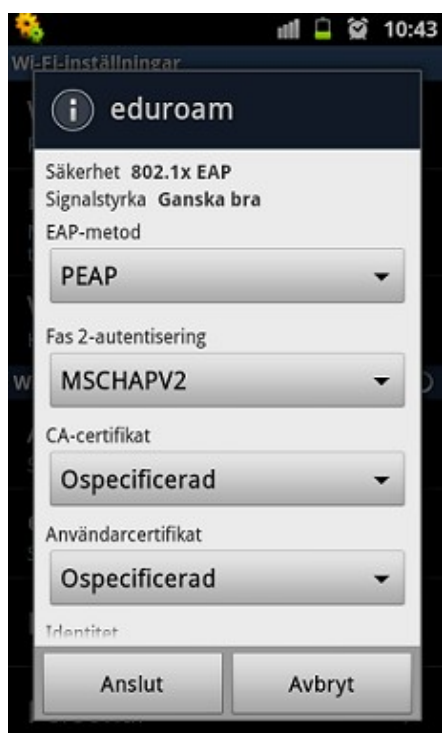 10:43
Wi-Fi-inställningar
eduroam
Säkerhet 802.1x EAP
Signalstyrka Ganska bra
EAP-metod
PEAP
Fas 2-autentisering
MSCHAPV2
CA-certifikat
Ospecificerad
Användarcertifikat
Ospecificerad
Identitet
Anslut Avbryt